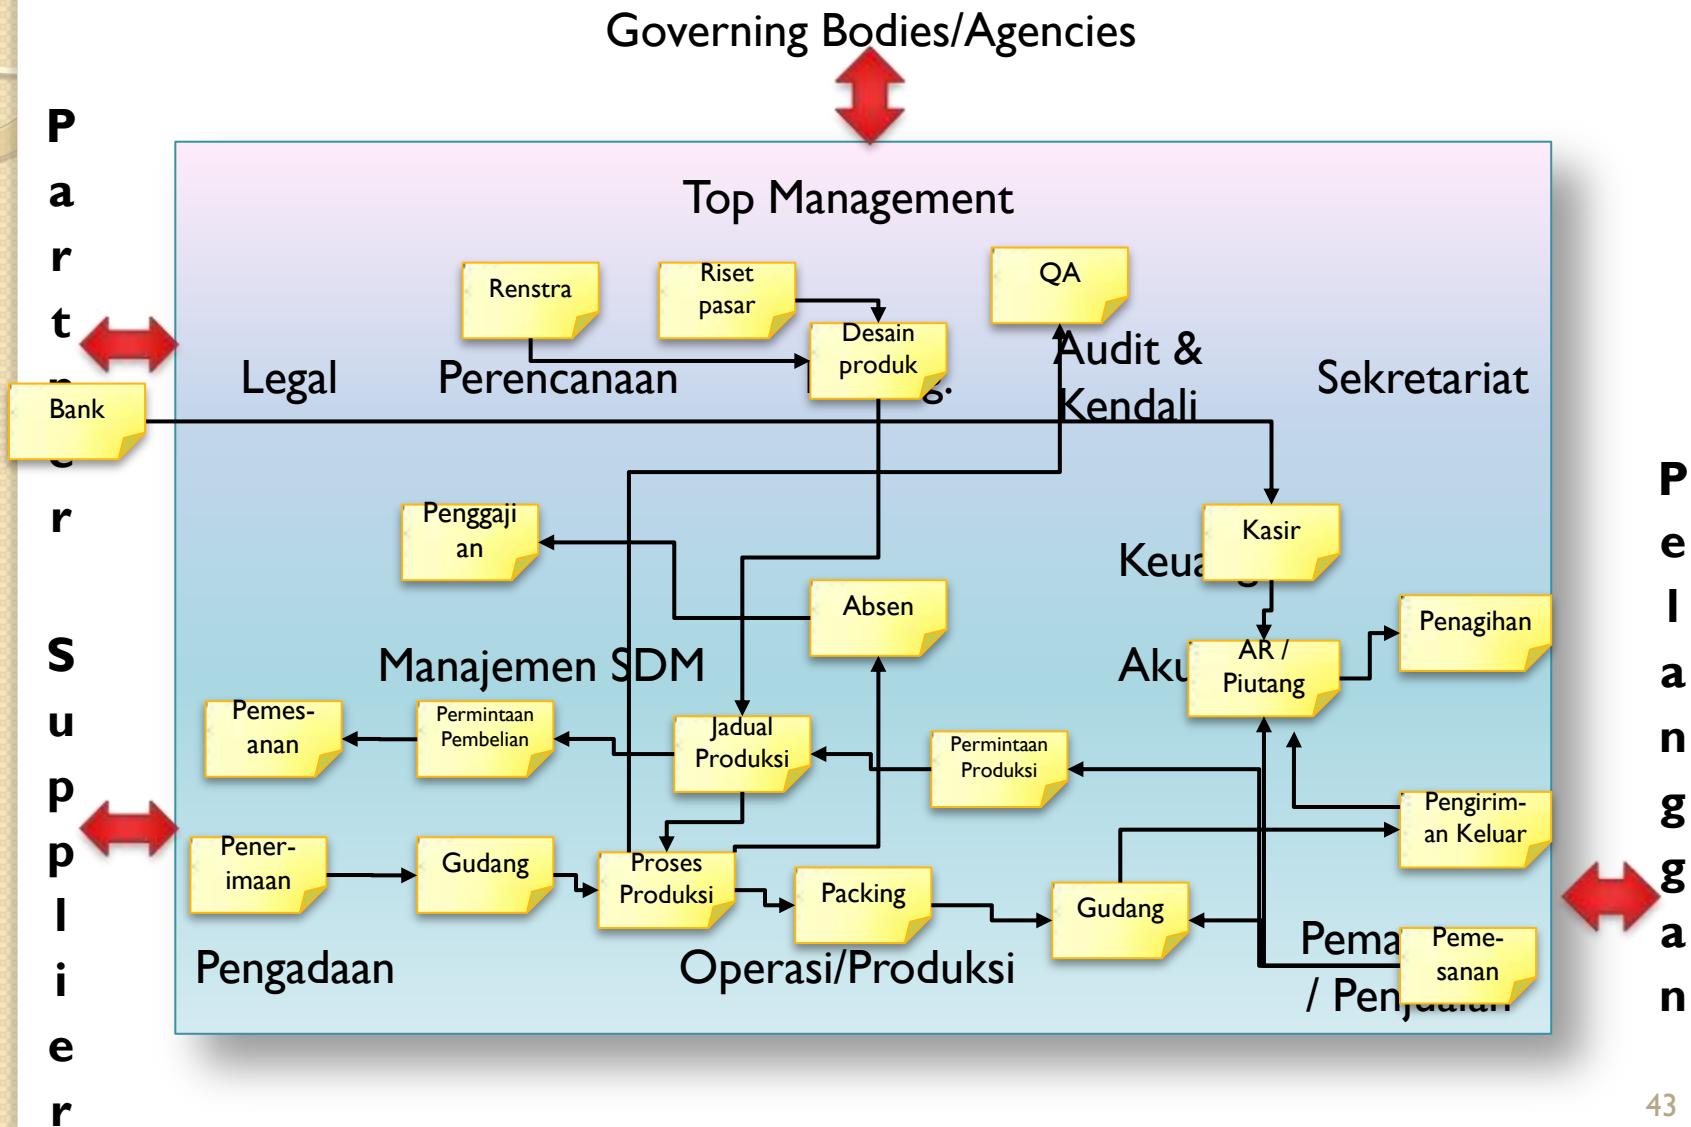 Governing Bodies/Agencies
Partner
Supplier
Pelanggan
Top Management
Renstra
Riset
pasar
QA
Desain
produk
Legal
Perencanaan
g.
Audit &
Kendali
Sekretariat
Bank
Penggaji
an
Kasir
Absen
Penagihan
Manajemen SDM
AR /
Piutang
Pemes-
anan
Permintaan
Pembelian
Jadual
Produksi
Permintaan
Produksi
Pengirim-
an Keluar
Pener-
imaan
Gudang
Proses
Produksi
Packing
Gudang
Peme-
sanan
Pengadaan
Operasi/Produksi
43